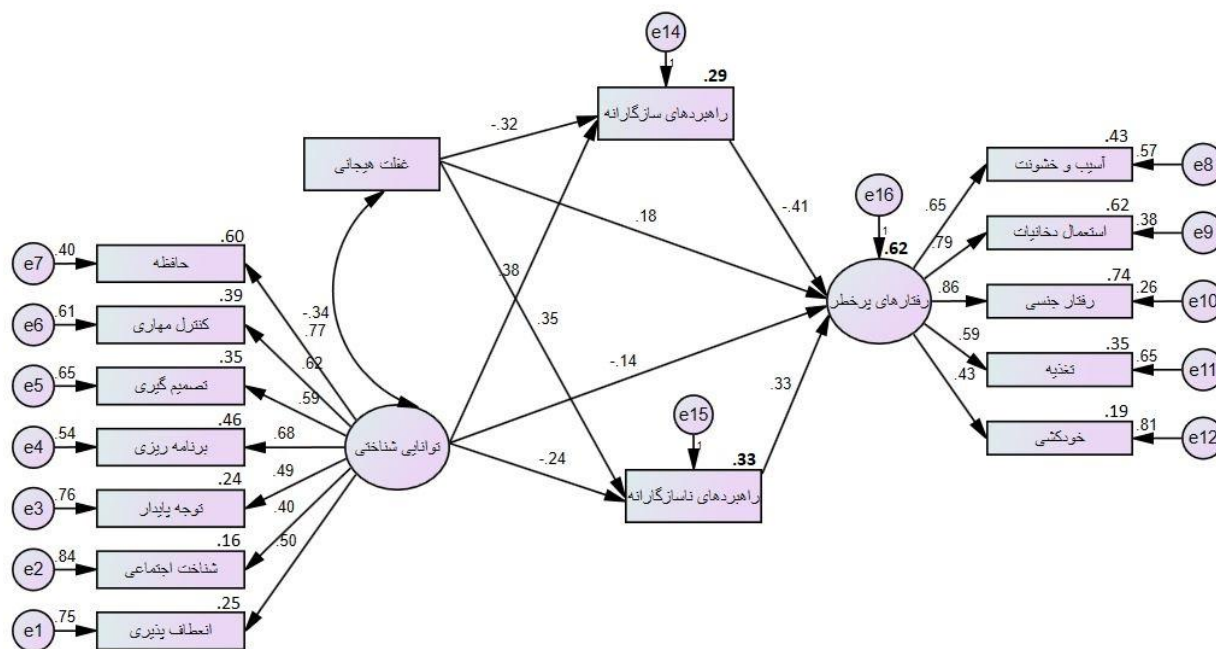 e14
1
.29
راهبردهای سازگارانه
-.32
غفلت هیجانی
e16
1
.62
رفتارهای پرخطر
.18
-.41
.38
.35
-.14
.33
-.34
e15
1
.33
راهبردهای ناسازگارانه
-.24
توانایی شناختی
e7
.40
.60
حافظه
.77
e6
.61
.39
کنترل مهاری
.62
e5
.65
.35
تصمیم گیری
.59
e4
.54
.46
برنامه ریزی
.68
e3
.76
.24
توجه پایدار
.49
e2
.84
.16
شناخت اجتماعی
.40
e1
.75
.25
انعطاف پذیری
.50
.43
آسیب و خشونت
.57
e8
.65
.62
استعمال دخانیات
.38
e9
.79
.74
رفتار جنسی
.26
e10
.86
.35
تغذیه
.65
e11
.59
.19
خودکشی
.81
e12
.43